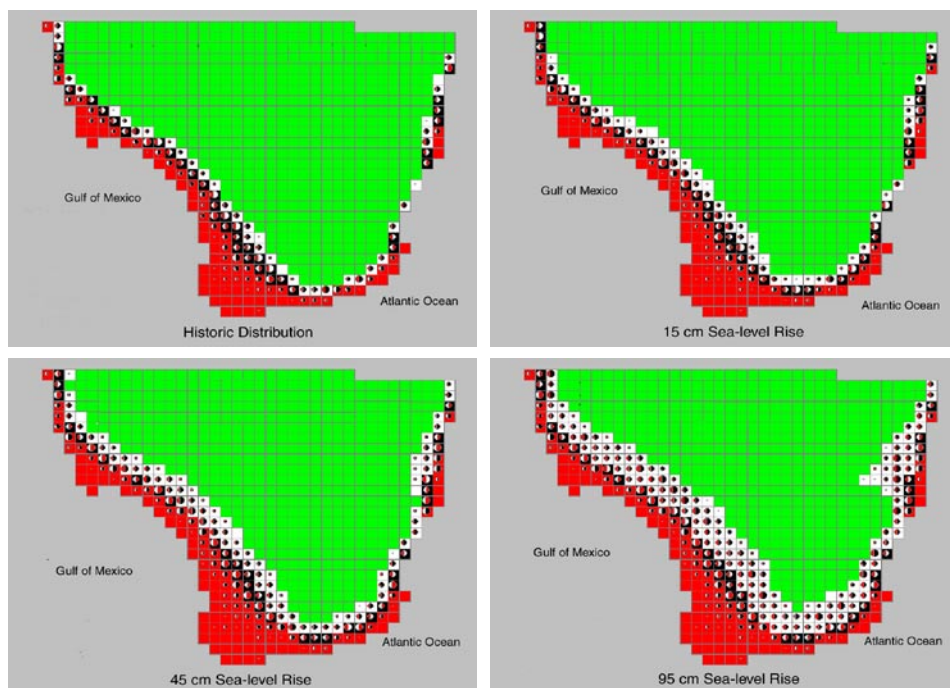 Gulf of Mexico
Atlantic Ocean
Historic Distribution
Gulf of Mexico
Atlantic Ocean
15 cm Sea-level Rise
Gulf of Mexico
Atlantic Ocean
45 cm Sea-level Rise
Gulf of Mexico
Atlantic Ocean
95 cm Sea-level Rise